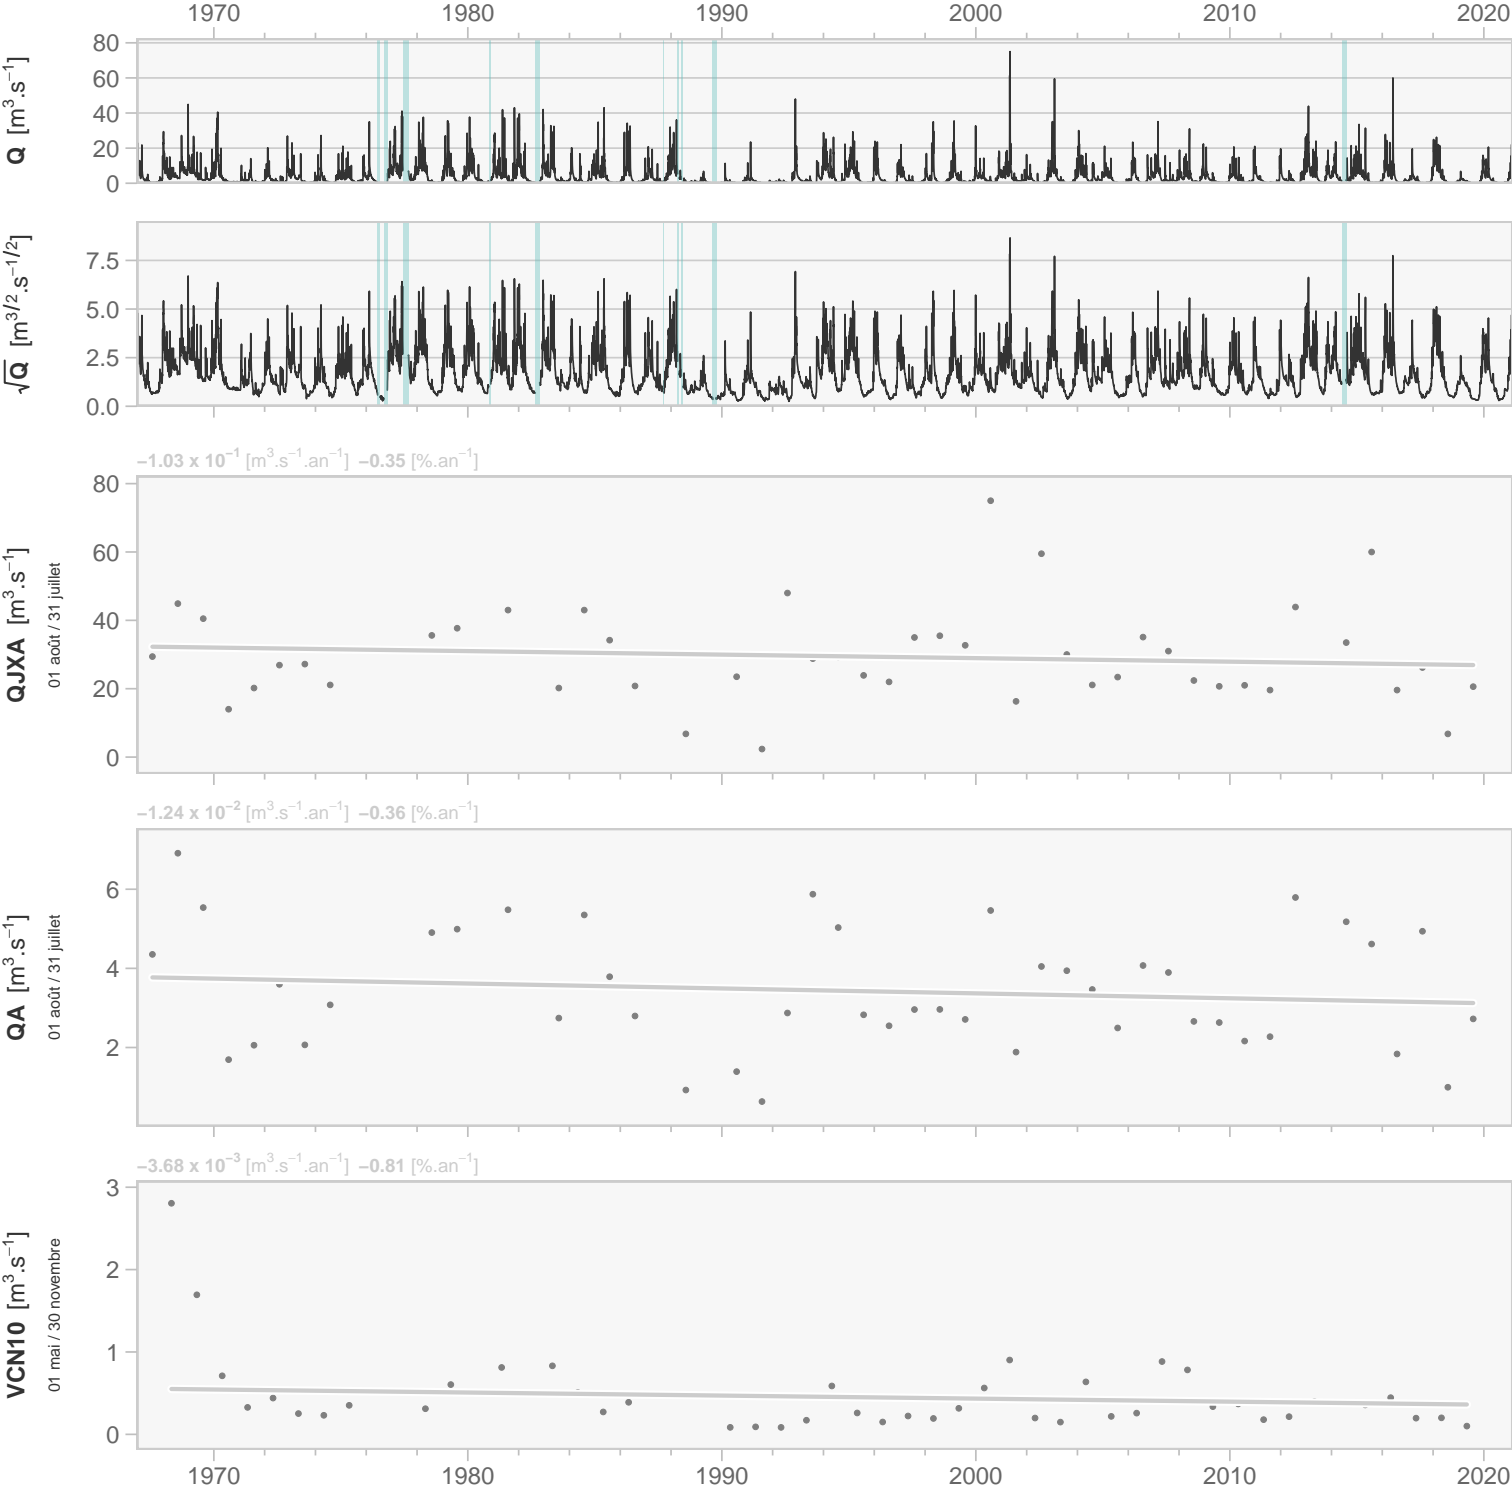 1970 1980 1990 2000 2010 2020
Q [m³.s⁻¹]
80
60
40
20
0
√Q [m³ᐟ².s⁻¹ᐟ²]
7.5
5.0
2.5
0.0
−1.03 x 10⁻¹ [m³.s⁻¹.an⁻¹] −0.35 [%.an⁻¹]
QJXA [m³.s⁻¹]
01 août / 31 juillet
80
60
40
20
0
−1.24 x 10⁻² [m³.s⁻¹.an⁻¹] −0.36 [%.an⁻¹]
QA [m³.s⁻¹]
01 août / 31 juillet
6
4
2
−3.68 x 10⁻³ [m³.s⁻¹.an⁻¹] −0.81 [%.an⁻¹]
VCN10 [m³.s⁻¹]
01 mai / 30 novembre
3
2
1
0
1970 1980 1990 2000 2010 2020